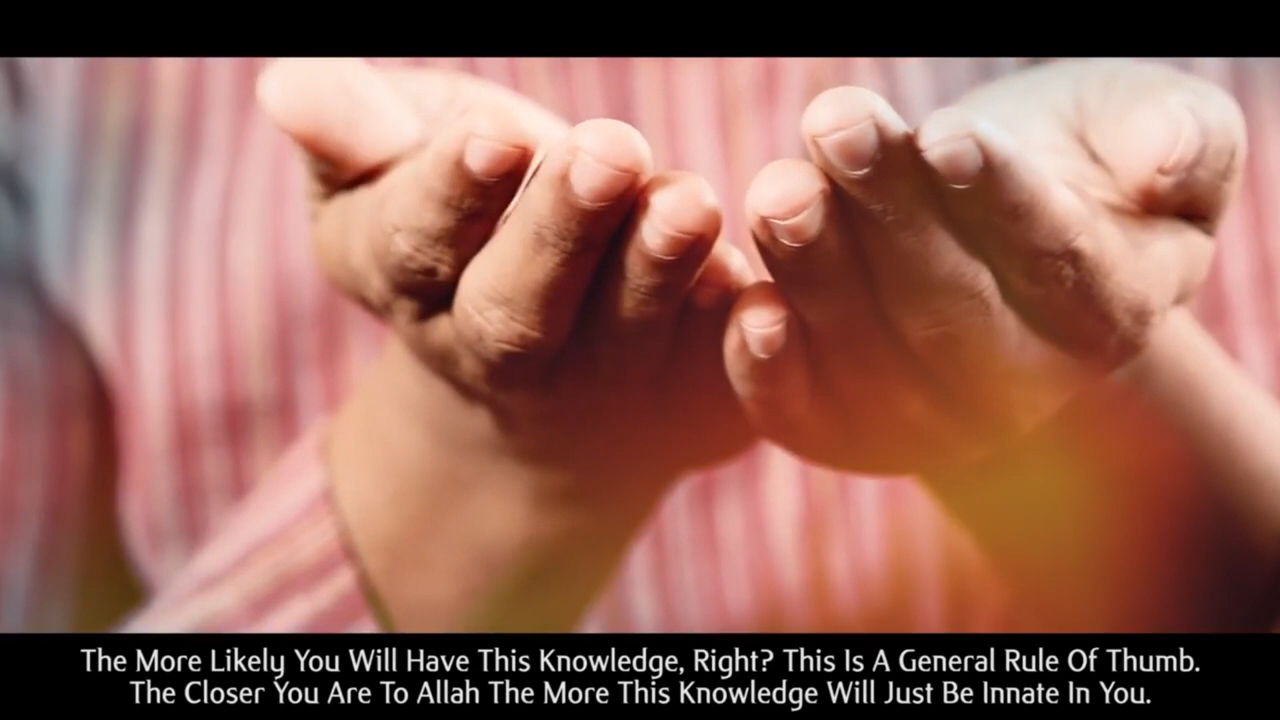 The More Likely You Will Have This Knowledge, Right? This Is A General Rule Of Thumb.
The Closer You Are To Allah The More This Knowledge Will Just Be Innate In You.